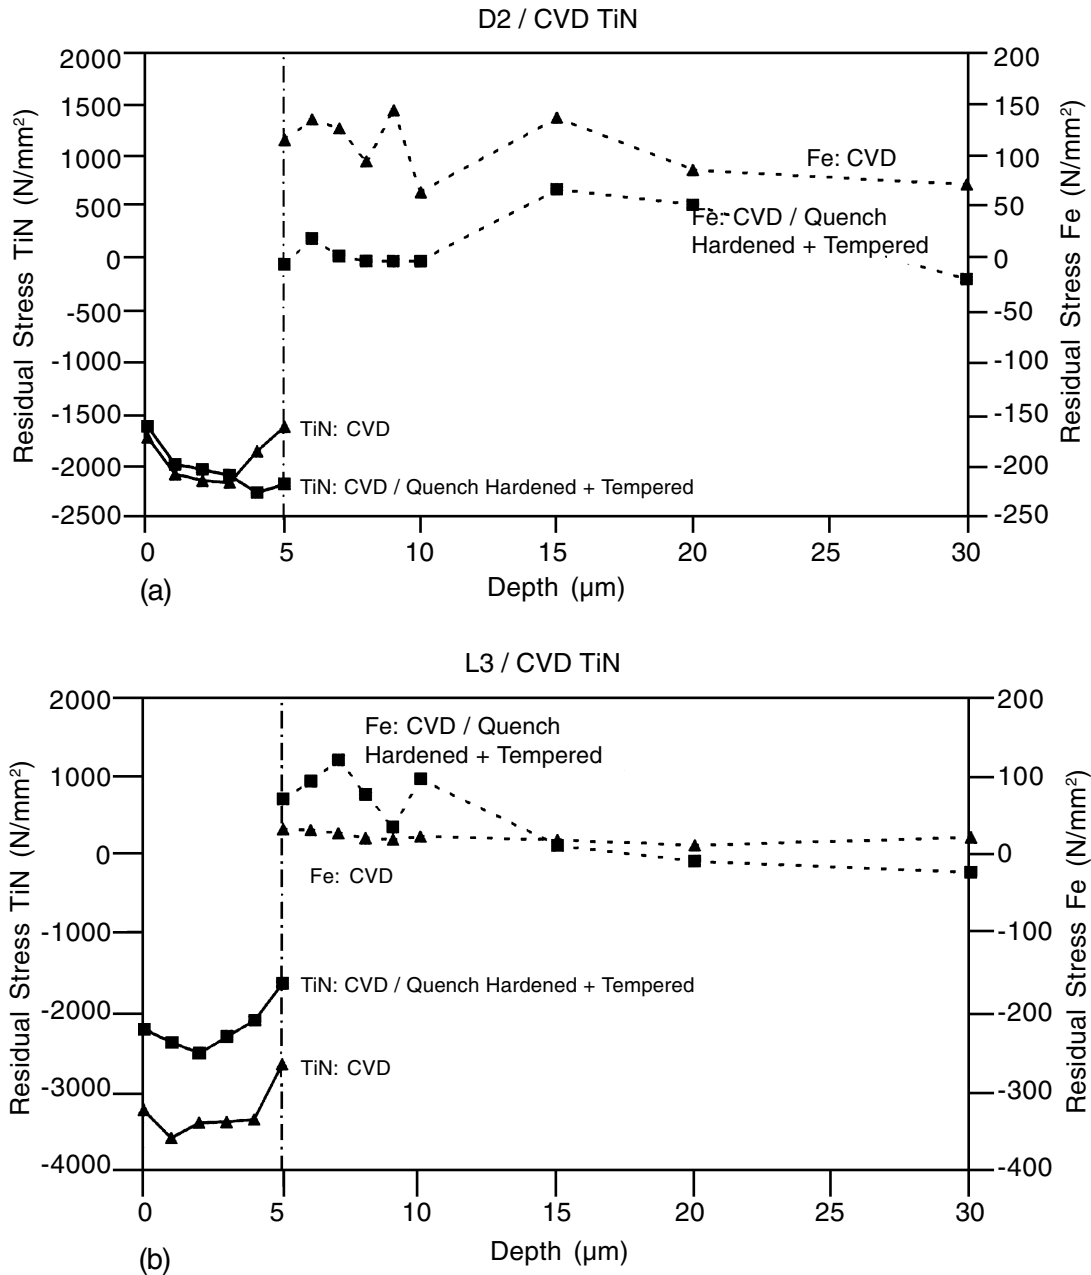 D2 / CVD TiN
Residual Stress TiN (N/mm²)
2000
1500
1000
500
0
-500
-1000
-1500
-2000
-2500
200
150
100
50
0
-50
-100
-150
-200
-250
Residual Stress Fe (N/mm²)
Fe: CVD
Fe: CVD / Quench
Hardened + Tempered
TiN: CVD
TiN: CVD / Quench Hardened + Tempered
0 5 10 15 20 25 30
Depth (µm)
(a)
L3 / CVD TiN
Residual Stress TiN (N/mm²)
2000
1000
0
-1000
-2000
-3000
-4000
200
100
0
-100
-200
-300
-400
Residual Stress Fe (N/mm²)
Fe: CVD / Quench
Hardened + Tempered
Fe: CVD
TiN: CVD / Quench Hardened + Tempered
TiN: CVD
0 5 10 15 20 25 30
Depth (µm)
(b)